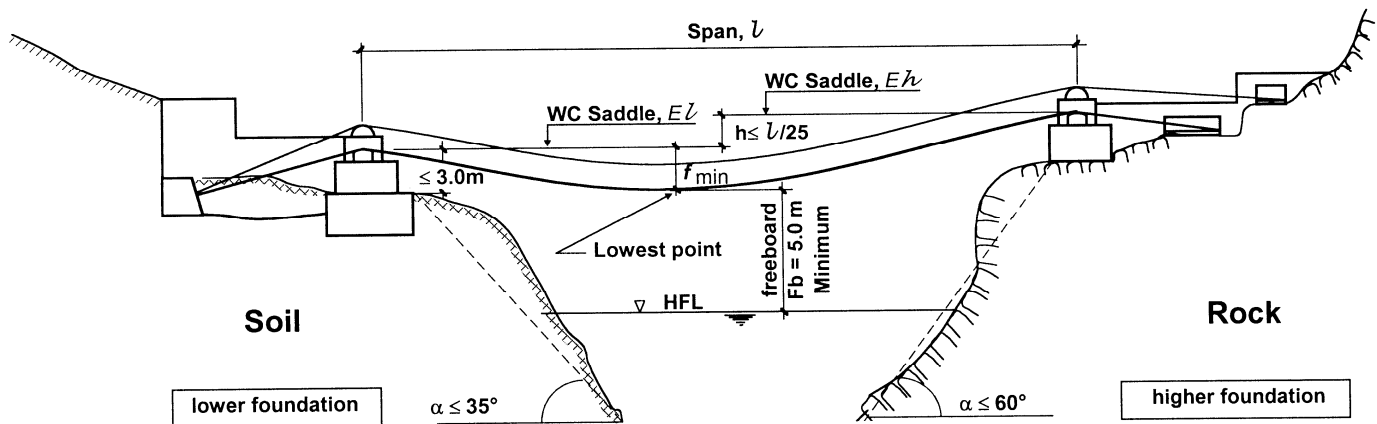 Span, l
WC Saddle, Eh
WC Saddle, El
h≤ l/25
≤ 3.0m
f min
Lowest point
freeboard
Fb = 5.0 m
Minimum
HFL
Soil
Rock
lower foundation
α ≤ 35°
α ≤ 60°
higher foundation